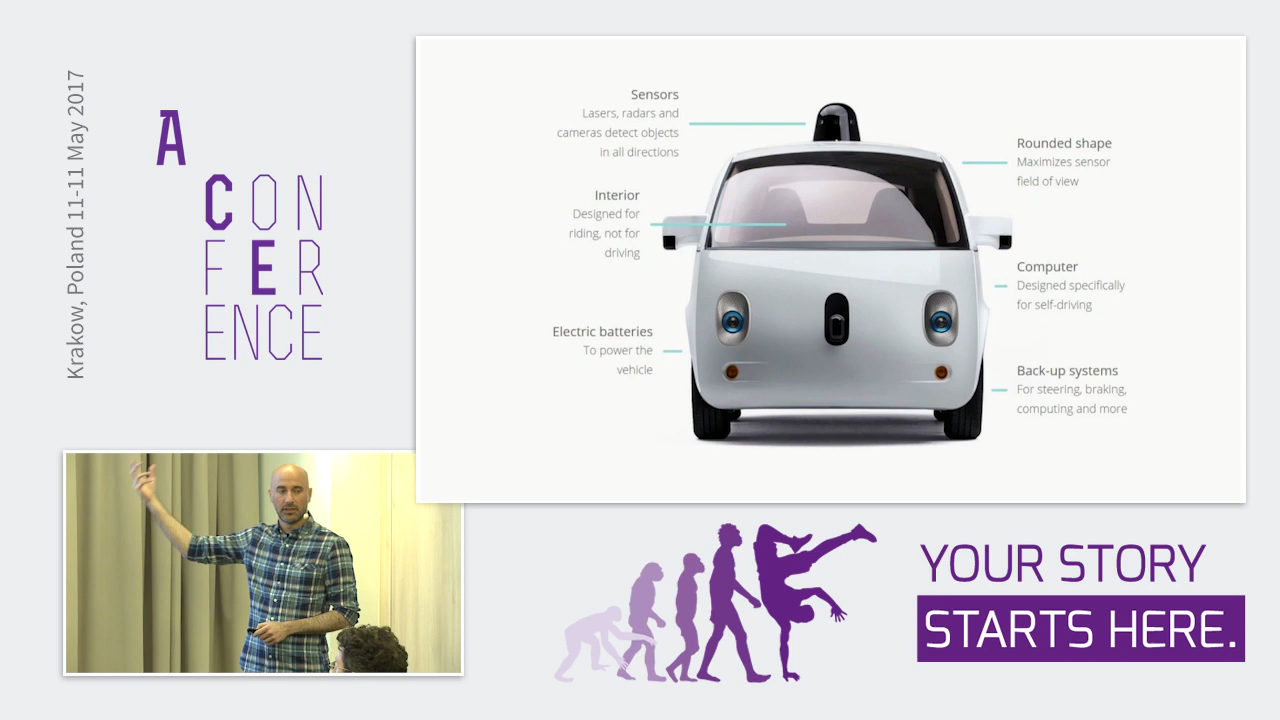 Krakow, Poland 11-11 May 2017
A
CON
FER
ENCE
Sensors
Lasers, radars and
cameras detect objects
in all directions
Interior
Designed for
riding, not for
driving
Electric batteries
To power the
vehicle
Rounded shape
Maximizes sensor
field of view
Computer
Designed specifically
for self-driving
Back-up systems
For steering, braking,
computing and more
YOUR STORY
STARTS HERE.